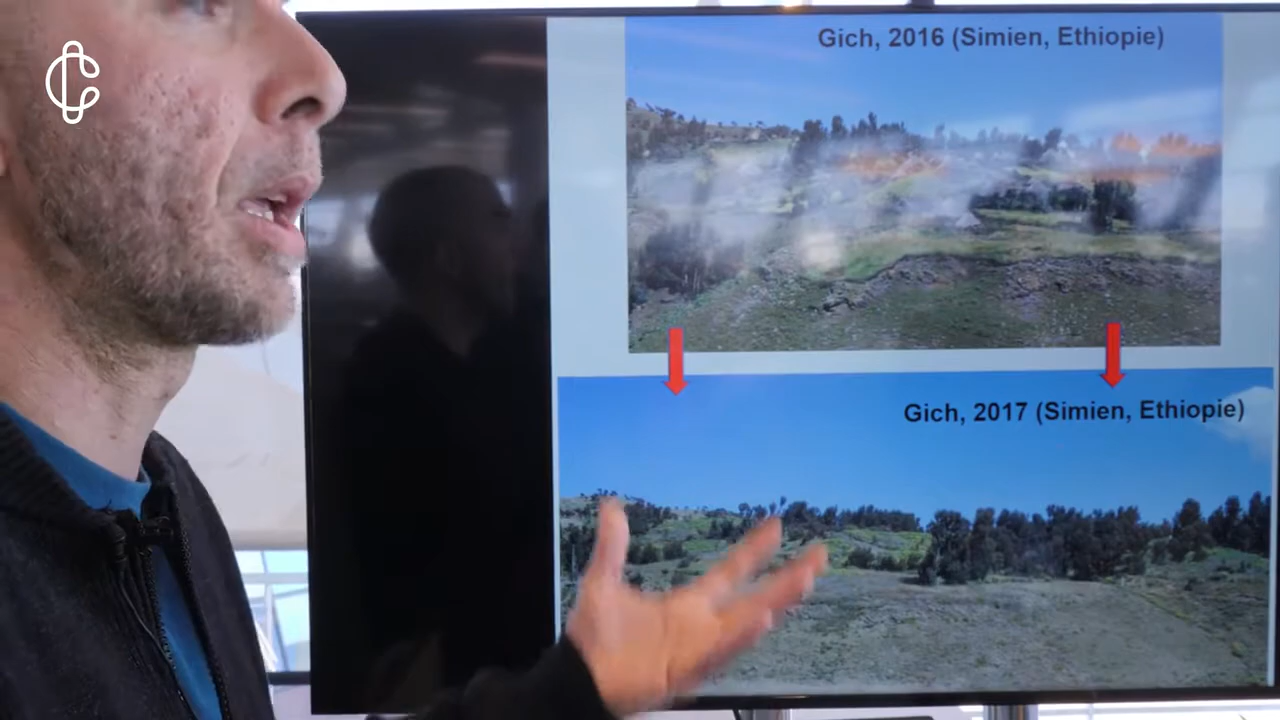 Gich, 2016 (Simien, Ethiopie)
Gich, 2017 (Simien, Ethiopie)